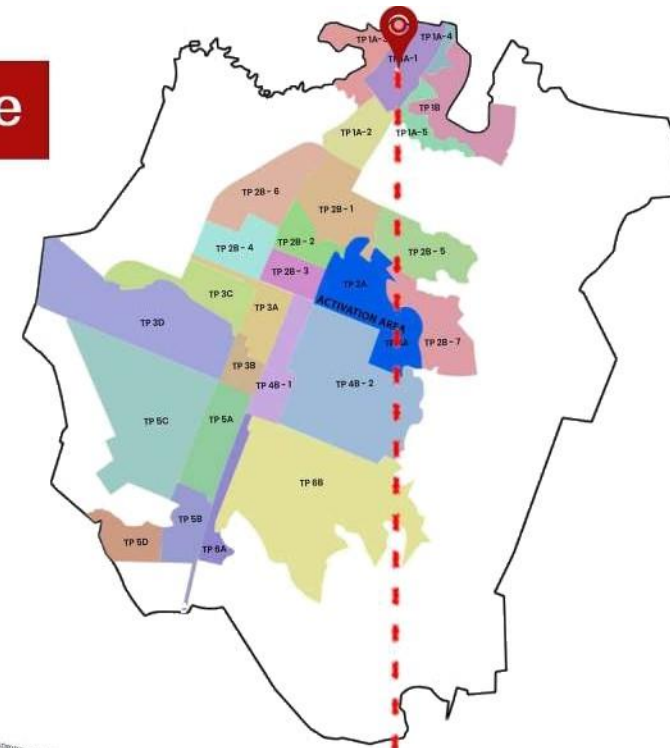 e
TP 1A-4
TP 1B
TP 1A-2
TP 1A-5
TP 2B - 6
TP 2B - 1
TP 2B - 4
TP 2B - 2
TP 2B - 5
TP 2B - 3
TP 2A
TP 3C
TP 3A
ACTIVATION AREA
TP 3D
TP 2B - 7
TP 3B
TP 4B - 1
TP 4B - 2
TP 5C
TP 5A
TP 6B
TP 5B
TP 5D
TP 6A